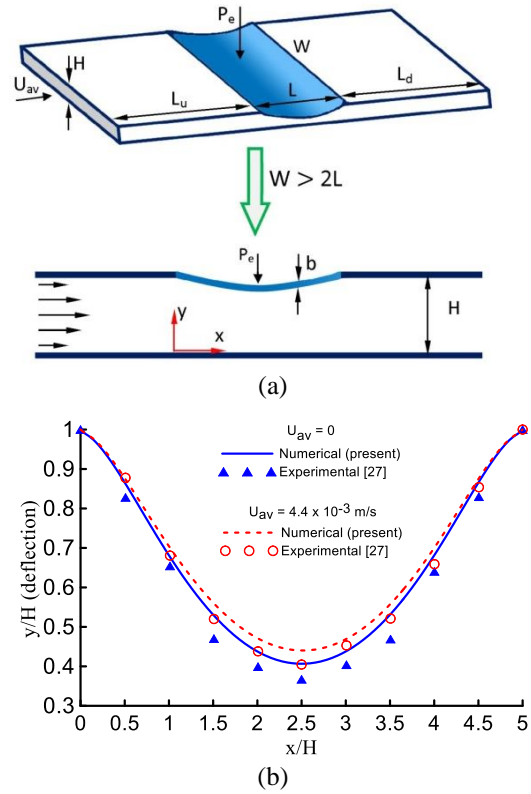 P_e
W
H
U_av
L_u
L
L_d
W > 2L
P_e
b
y
x
H
(a)
U_av = 0
Numerical (present)
Experimental [27]
U_av = 4.4 x 10^-3 m/s
Numerical (present)
Experimental [27]
y/H (deflection)
1
0.9
0.8
0.7
0.6
0.5
0.4
0.3
0 0.5 1 1.5 2 2.5 3 3.5 4 4.5 5
x/H
(b)